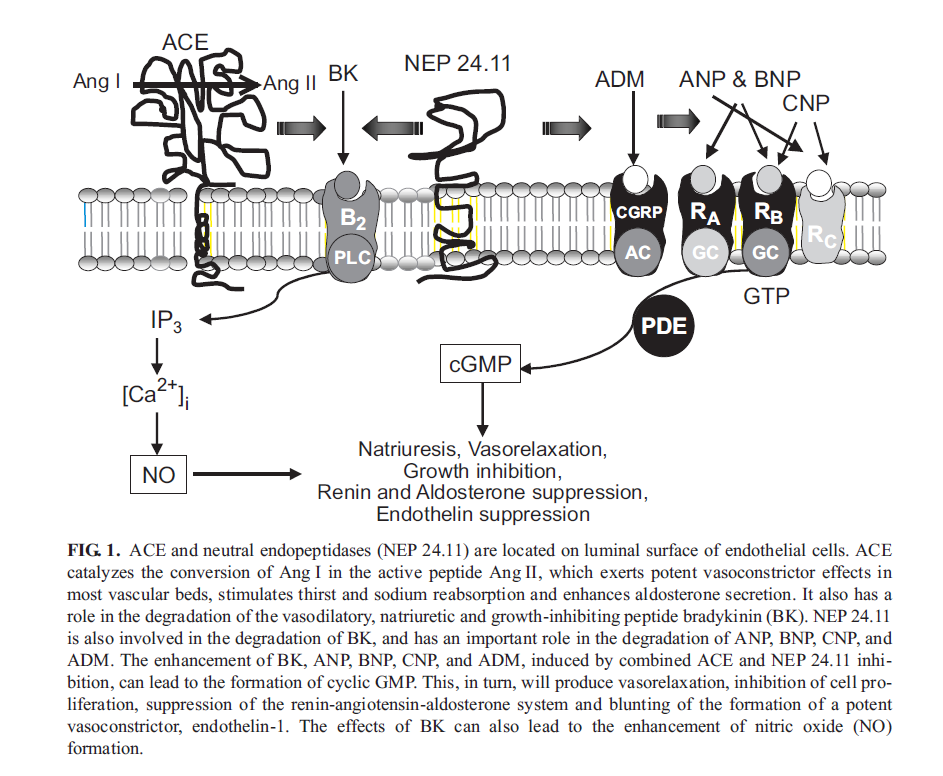 ACE
Ang I
Ang II
BK
NEP 24.11
ADM
ANP & BNP
CNP
B2
PLC
CGRP
AC
RA
GC
RB
GC
RC
GTP
PDE
IP3
cGMP
[Ca2+]i
NO
Natriuresis, Vasorelaxation,
Growth inhibition,
Renin and Aldosterone suppression,
Endothelin suppression
FIG. 1. ACE and neutral endopeptidases (NEP 24.11) are located on luminal surface of endothelial cells. ACE
catalyzes the conversion of Ang I in the active peptide Ang II, which exerts potent vasoconstrictor effects in
most vascular beds, stimulates thirst and sodium reabsorption and enhances aldosterone secretion. It also has a
role in the degradation of the vasodilatory, natriuretic and growth-inhibiting peptide bradykinin (BK). NEP 24.11
is also involved in the degradation of BK, and has an important role in the degradation of ANP, BNP, CNP, and
ADM. The enhancement of BK, ANP, BNP, CNP, and ADM, induced by combined ACE and NEP 24.11 inhi-
bition, can lead to the formation of cyclic GMP. This, in turn, will produce vasorelaxation, inhibition of cell pro-
liferation, suppression of the renin-angiotensin-aldosterone system and blunting of the formation of a potent
vasoconstrictor, endothelin-1. The effects of BK can also lead to the enhancement of nitric oxide (NO)
formation.